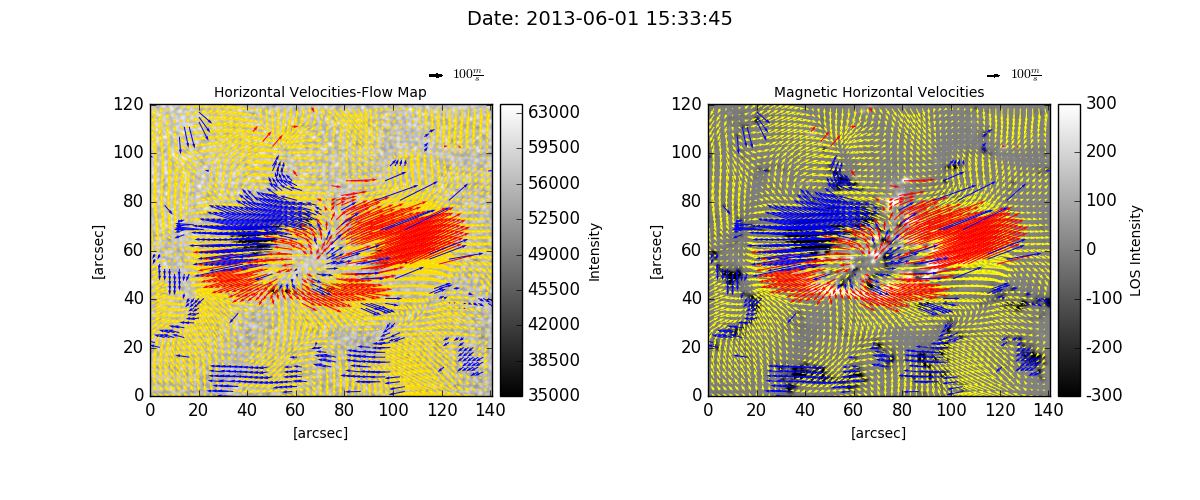 Date: 2013-06-01 15:33:45
100 m/s
Horizontal Velocities-Flow Map
120
100
80
60
40
20
0
[arcsec]
0 20 40 60 80 100 120 140
[arcsec]
63000
59500
56000
52500
49000
45500
42000
38500
35000
Intensity
100 m/s
Magnetic Horizontal Velocities
120
100
80
60
40
20
0
[arcsec]
0 20 40 60 80 100 120 140
[arcsec]
300
200
100
0
-100
-200
-300
LOS Intensity